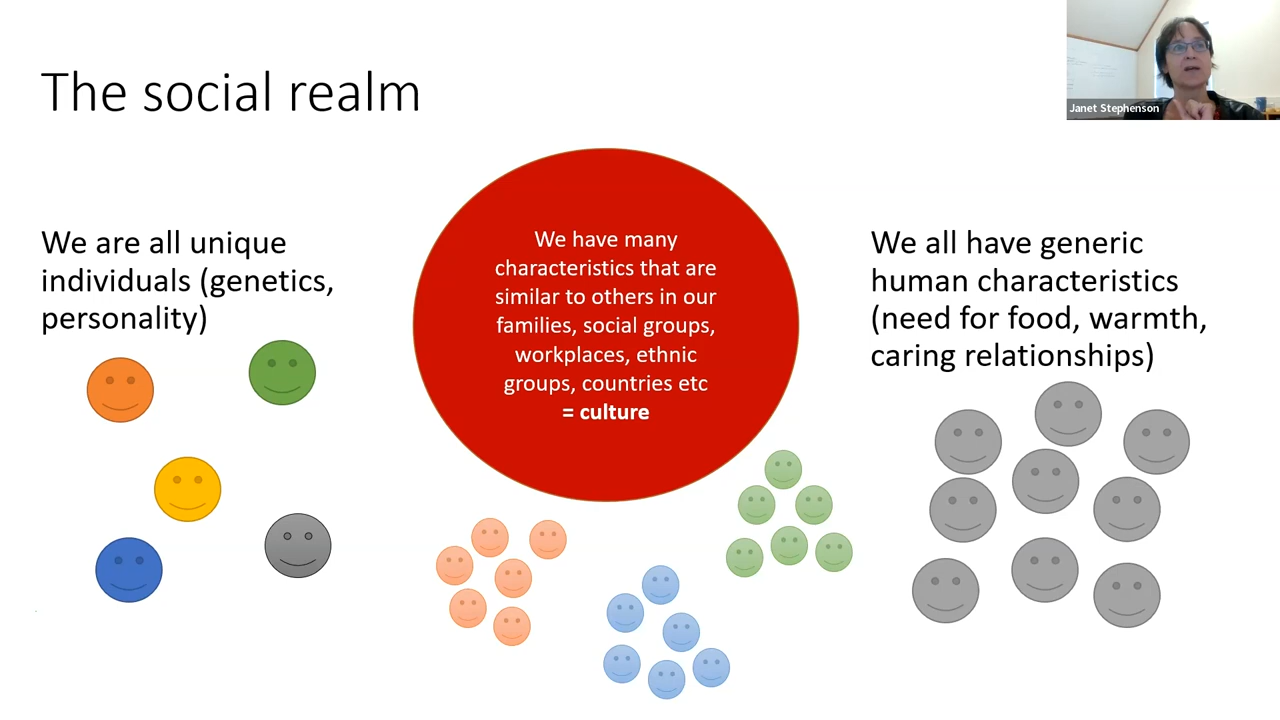 The social realm
Janet Stephenson
We are all unique
individuals (genetics,
personality)
We have many
characteristics that are
similar to others in our
families, social groups,
workplaces, ethnic
groups, countries etc
= culture
We all have generic
human characteristics
(need for food, warmth,
caring relationships)